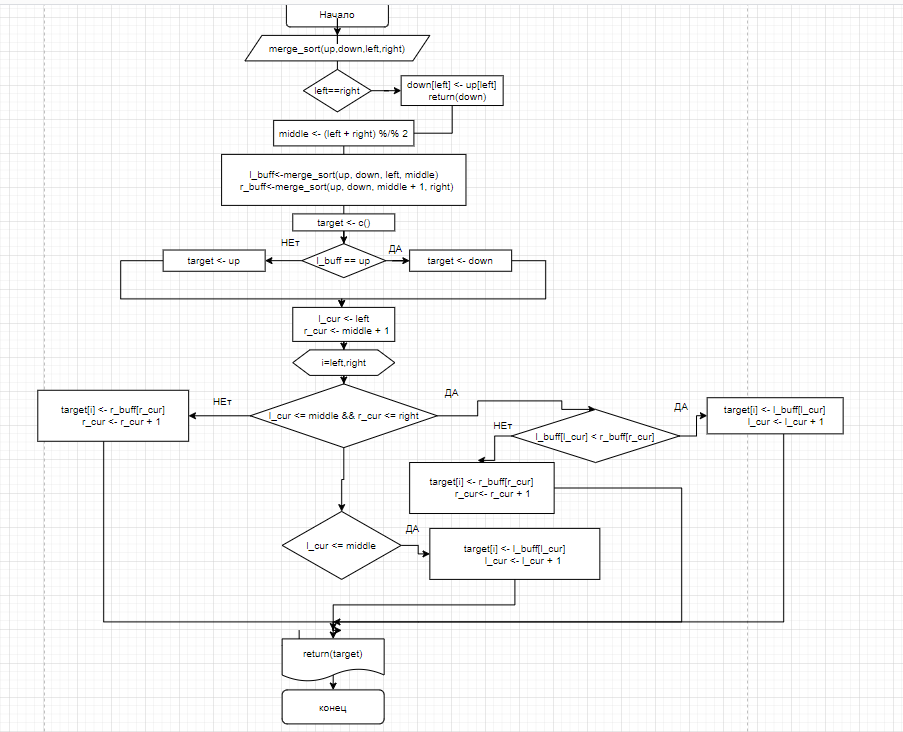 Начало
merge_sort(up,down,left,right)
left==right
down[left] <- up[left]
return(down)
middle <- (left + right) %/% 2
l_buff<-merge_sort(up, down, left, middle)
r_buff<-merge_sort(up, down, middle + 1, right)
target <- c()
НЕт
ДА
target <- up
l_buff == up
target <- down
l_cur <- left
r_cur <- middle + 1
i=left,right
НЕт
ДА
target[i] <- r_buff[r_cur]
r_cur <- r_cur + 1
l_cur <= middle && r_cur <= right
НЕт
ДА
l_buff[l_cur] < r_buff[r_cur]
target[i] <- l_buff[l_cur]
l_cur <- l_cur + 1
target[i] <- r_buff[r_cur]
r_cur<- r_cur + 1
l_cur <= middle
ДА
target[i] <- l_buff[l_cur]
l_cur <- l_cur + 1
return(target)
конец